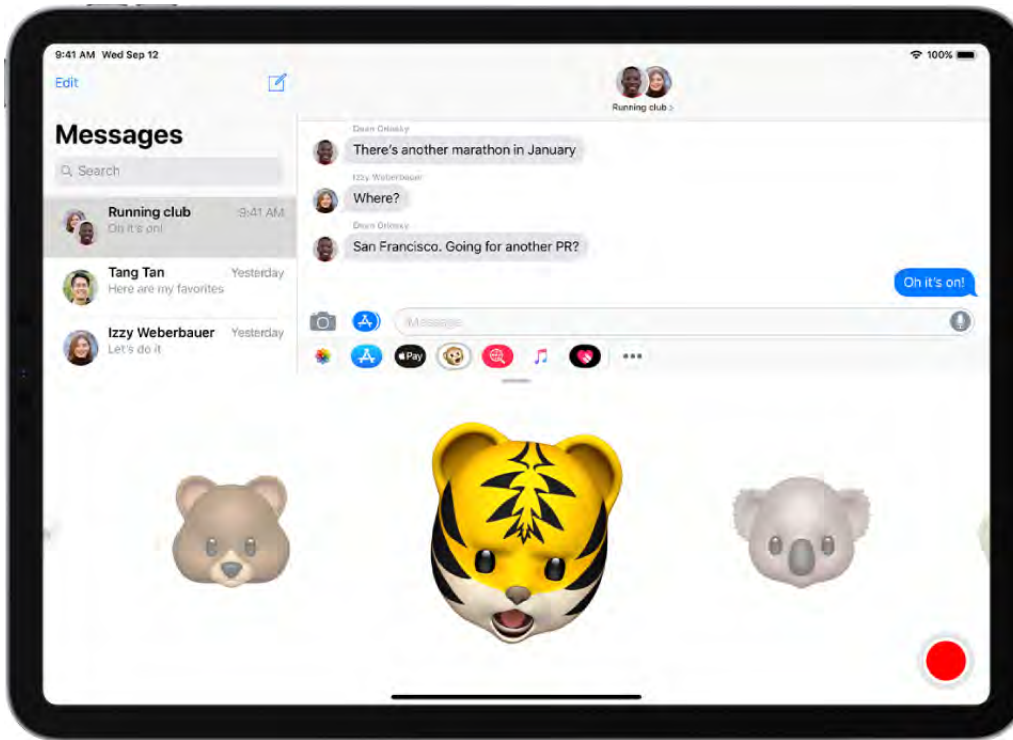 9:41 AM Wed Sep 12
100%
Edit
Running club >
Messages
Search
Running club 9:41 AM
Oh it's on!
Tang Tan Yesterday
Here are my favorites
Izzy Weberbauer Yesterday
Let's do it
Dean Orlosky
There's another marathon in January
Izzy Weberbauer
Where?
Dean Orlosky
San Francisco. Going for another PR?
Oh it's on!
Message
Pay